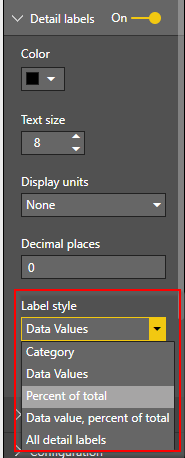 Detail labels On
Color
Text size
8
Display units
None
Decimal places
0
Label style
Data Values
Category
Data Values
Percent of total
Data value, percent of total
All detail labels
Configuration